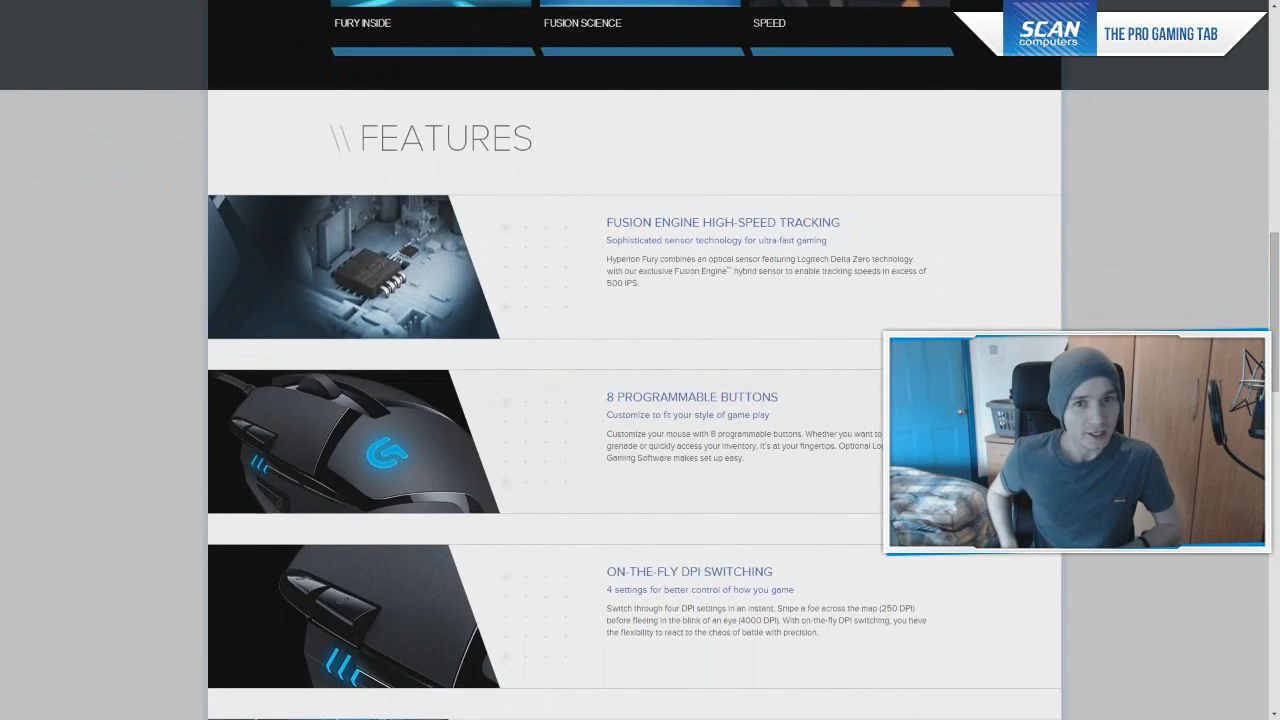 FURY INSIDE
FUSION SCIENCE
SPEED
SCAN
computers
THE PRO GAMING TAB
\\ FEATURES
FUSION ENGINE HIGH-SPEED TRACKING
Sophisticated sensor technology for ultra-fast gaming
Hyperion Fury combines an optical sensor featuring Logitech Delta Zero technology
with our exclusive Fusion Engine™ hybrid sensor to enable tracking speeds in excess of
500 IPS.
8 PROGRAMMABLE BUTTONS
Customize to fit your style of game play
Customize your mouse with 8 programmable buttons. Whether you want to
grenade or quickly access your inventory, it's at your fingertips. Optional
Gaming Software makes set up easy.
ON-THE-FLY DPI SWITCHING
4 settings for better control of how you game
Switch through four DPI settings in an instant. Snipe a foe across the map (250 DPI)
before fleeing in the blink of an eye (4000 DPI). With on-the-fly DPI switching, you have
the flexibility to react to the chaos of battle with precision.